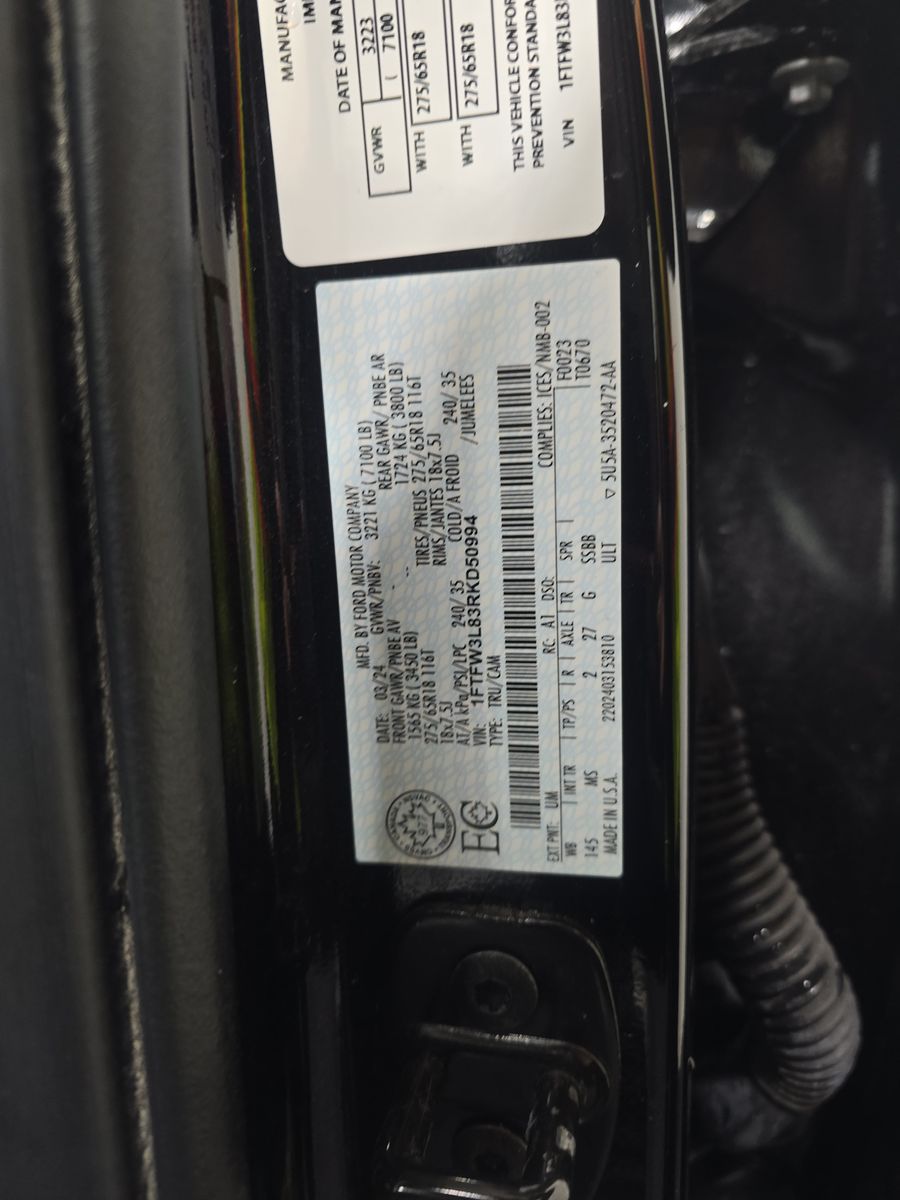 MFD. BY FORD MOTOR COMPANY
DATE: 03/24 GVWR/PNBV: 3221 KG ( 7100 LB)
FRONT GAWR/PNBE AV REAR GAWR/ PNBE AR
1565 KG ( 3450 LB) -- 1724 KG ( 3800 LB)
275/65R18 116T TIRES/PNEUS 275/65R18 116T
18x7.5J RIMS/JANTES 18x7.5J
AT/A kPa/PSI/LPC 240/ 35 COLD/A FROID 240/ 35
VIN: 1FTFW3L83RKD50994 /JUMELEES
TYPE: TRU/CAM
EC
977
COMPLIES: ICES/NMB-002
EXT PNT: UM RC: A1 DSO: F0023
WB INT TR TP/PS R AXLE TR SPR T0670
145 MS 2 27 G SSBB
MADE IN U.S.A. 2202403153810 ULT ▽ 5U5A-3520472-AA
DATE OF MAN
GVWR 3223
( 7100
WITH 275/65R18
WITH 275/65R18
THIS VEHICLE CONFOR
PREVENTION STANDA
VIN 1FTFW3L83